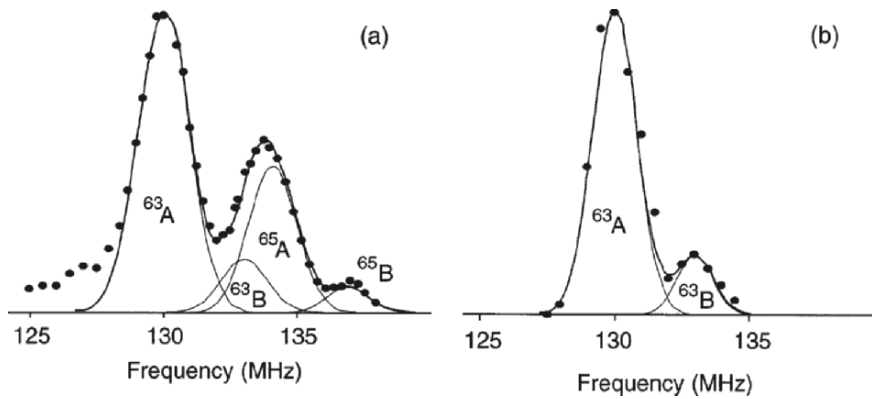 (a)
⁶³A
⁶⁵A
⁶³B
⁶⁵B
125 130 135
Frequency (MHz)
(b)
⁶³A
⁶³B
125 130 135
Frequency (MHz)